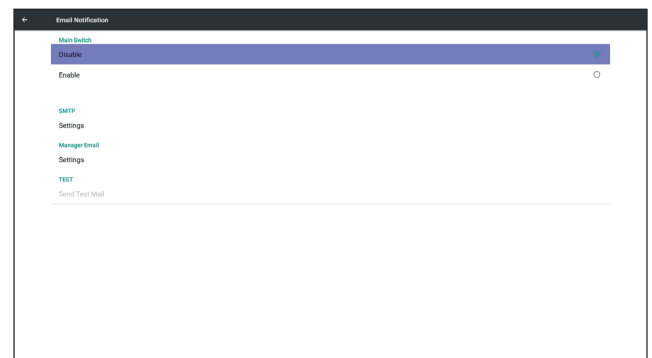 Email Notification
Main Switch
Disable
Enable
SMTP
Settings
Manager Email
Settings
TEST
Send Test Mail